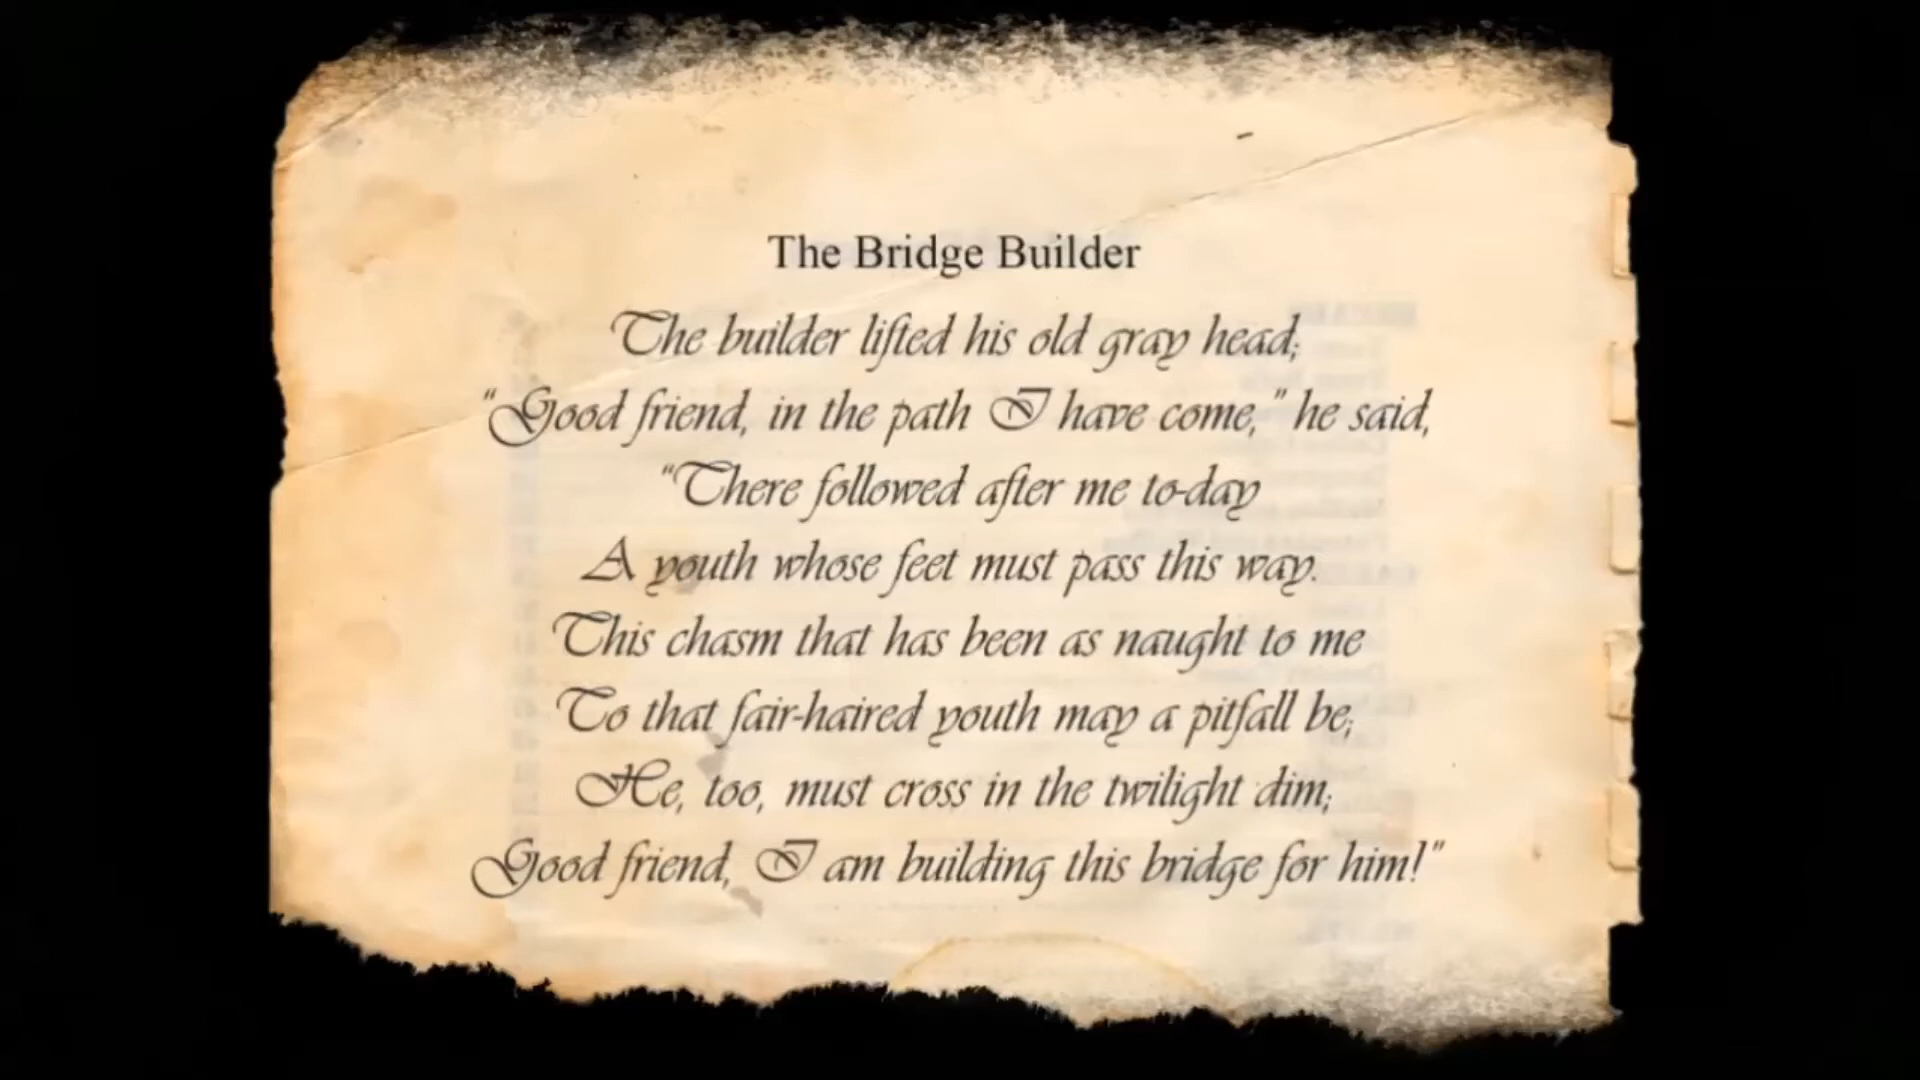 The Bridge Builder
The builder lifted his old gray head;
“Good friend, in the path I have come,” he said,
“There followed after me to-day
A youth whose feet must pass this way.
This chasm that has been as naught to me
To that fair-haired youth may a pitfall be;
He, too, must cross in the twilight dim;
Good friend, I am building this bridge for him!”